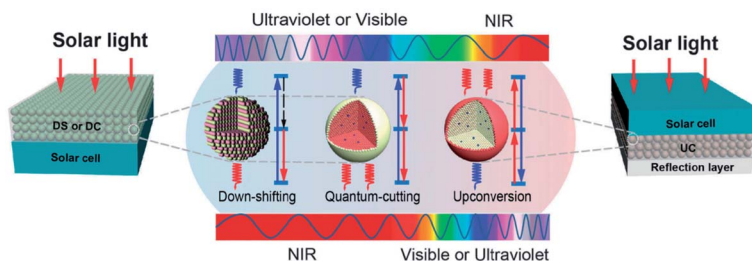 Ultraviolet or Visible
NIR
Solar light
Solar light
DS or DC
Solar cell
Solar cell
UC
Reflection layer
Down-shifting
Quantum-cutting
Upconversion
NIR
Visible or Ultraviolet